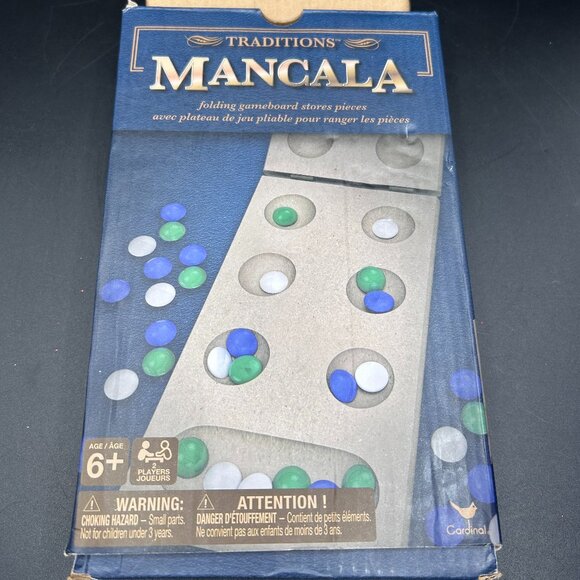 TRADITIONS™
MANCALA
folding gameboard stores pieces
avec plateau de jeu pliable pour ranger les pièces
AGE / ÂGE
6+
2
PLAYERS
JOUEURS
WARNING:
CHOKING HAZARD – Small parts.
Not for children under 3 years.
ATTENTION !
DANGER D'ÉTOUFFEMENT – Contient de petits éléments.
Ne convient pas aux enfants de moins de 3 ans.
Cardinal